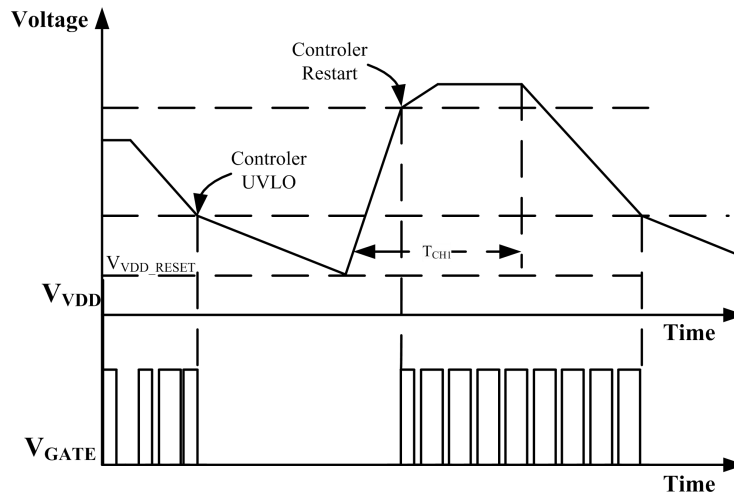 Voltage
Controler
Restart
Controler
UVLO
V_VDD_RESET
T_CH1
V_VDD
Time
V_GATE
Time